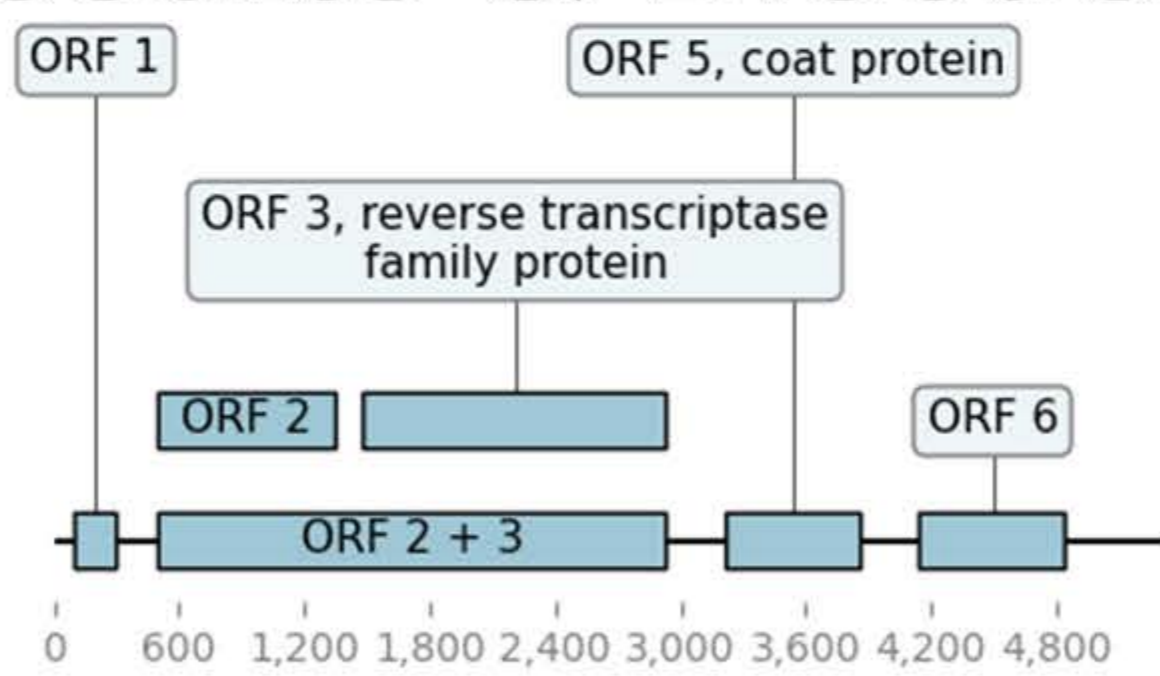 ORF 1
ORF 5, coat protein
ORF 3, reverse transcriptase
family protein
ORF 2
ORF 6
ORF 2 + 3
0 600 1,200 1,800 2,400 3,000 3,600 4,200 4,800